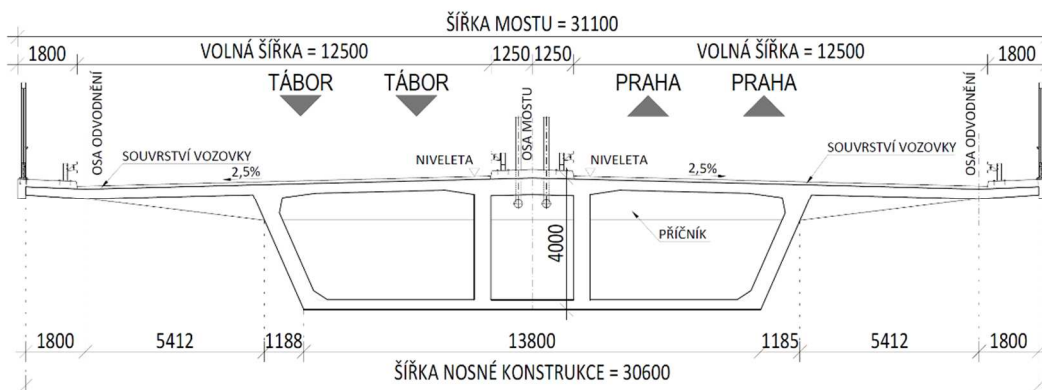 ŠÍŘKA MOSTU = 31100
1800 VOLNÁ ŠÍŘKA = 12500 1250 1250 VOLNÁ ŠÍŘKA = 12500 1800
TÁBOR TÁBOR PRAHA PRAHA
OSA ODVODNĚNÍ
OSA MOSTU
OSA ODVODNĚNÍ
SOUVRSTVÍ VOZOVKY
2,5%
NIVELETA
NIVELETA
2,5%
SOUVRSTVÍ VOZOVKY
PŘÍČNÍK
4000
1800 5412 1188 13800 1185 5412 1800
ŠÍŘKA NOSNÉ KONSTRUKCE = 30600